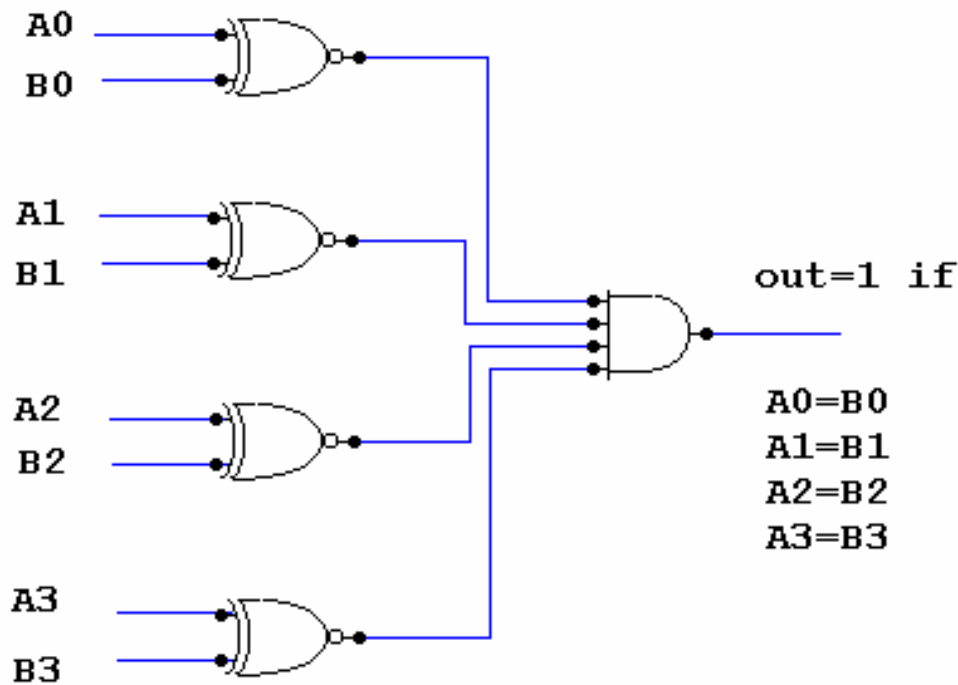 A0
B0
A1
B1
out=1 if
A2
B2
A0=B0
A1=B1
A2=B2
A3=B3
A3
B3